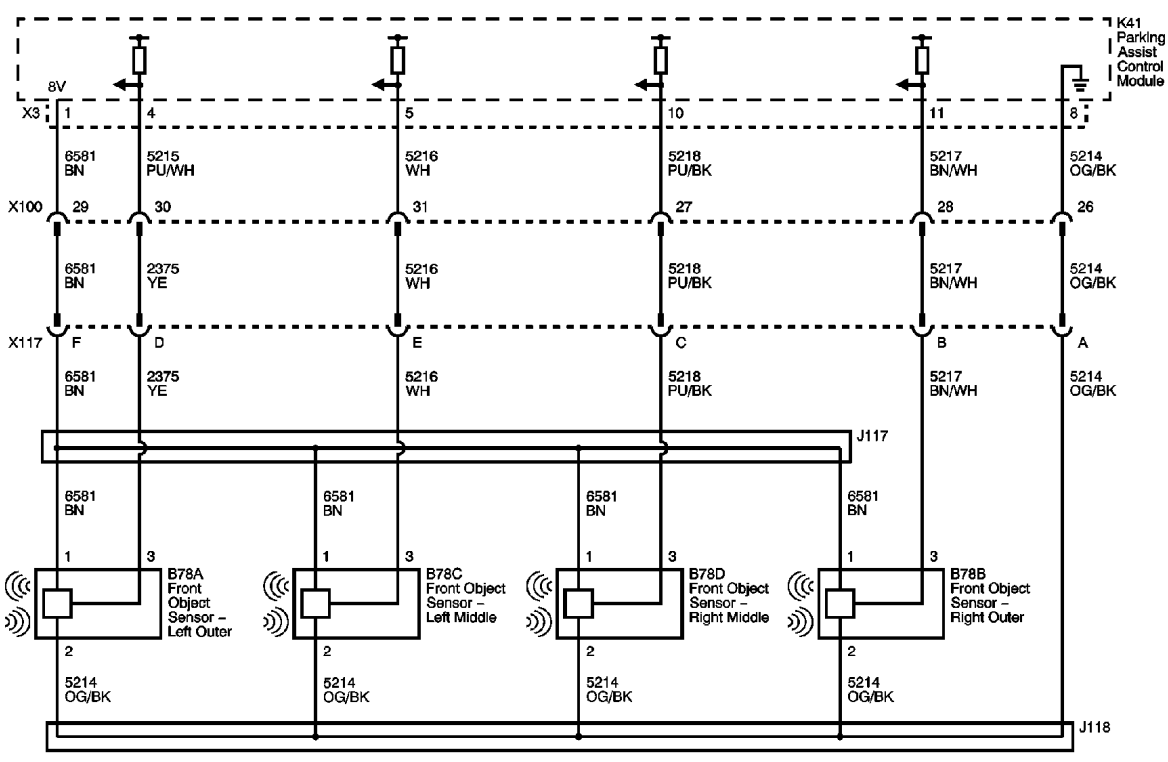 K41
Parking
Assist
Control
Module
8V
X3 1 4 5 10 11 8
6581 5215 5216 5218 5217 5214
BN PU/WH WH PU/BK BN/WH OG/BK
X100 29 30 31 27 28 26
6581 2375 5216 5218 5217 5214
BN YE WH PU/BK BN/WH OG/BK
X117 F D E C B A
6581 2375 5216 5218 5217 5214
BN YE WH PU/BK BN/WH OG/BK
J117
6581 6581 6581 6581
BN BN BN BN
1 3 1 3 1 3 1 3
B78A
Front
Object
Sensor –
Left Outer
B78C
Front Object
Sensor –
Left Middle
B78D
Front Object
Sensor –
Right Middle
B78B
Front Object
Sensor –
Right Outer
2 2 2 2
5214 5214 5214 5214
OG/BK OG/BK OG/BK OG/BK
J118